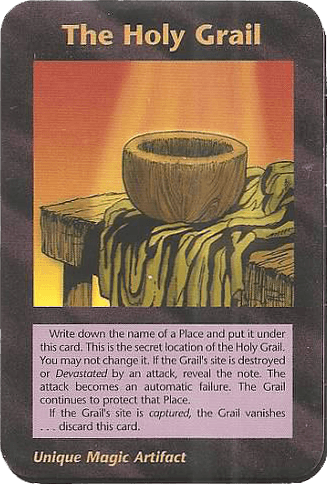 The Holy Grail
Write down the name of a Place and put it under
this card. This is the secret location of the Holy Grail.
You may not change it. If the Grail's site is destroyed
or Devastated by an attack, reveal the note. The
attack becomes an automatic failure. The Grail
continues to protect that Place.
If the Grail's site is captured, the Grail vanishes
. . . discard this card.
Unique Magic Artifact